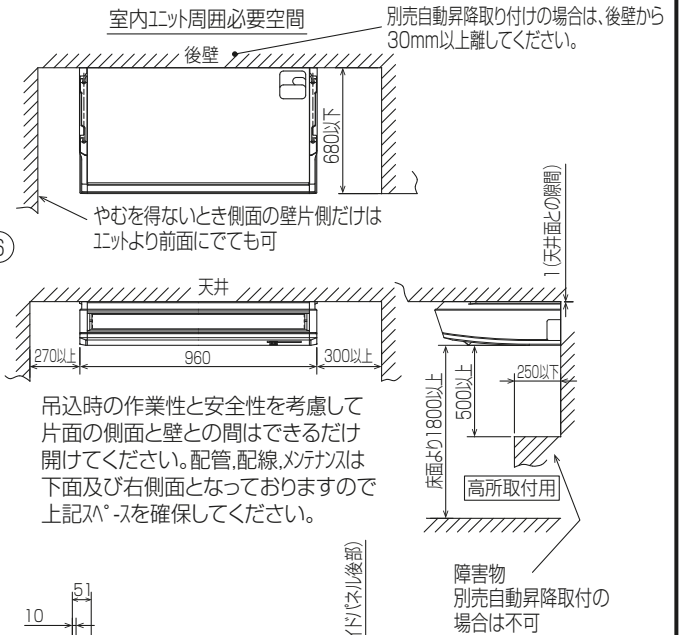 室内ユニット周囲必要空間
別売自動昇降取り付けの場合は、後壁から
30mm以上離してください。
後壁
680以下
やむを得ないとき側面の壁片側だけは
ユニットより前面にでても可
1(天井面との隙間)
天井
270以上
960
300以上
床面より1800以上
500以上
250以下
吊込時の作業性と安全性を考慮して
片面の側面と壁との間はできるだけ
開けてください。配管,配線,メンテナンスは
下面及び右側面となっておりますので
上記スペースを確保してください。
高所取付用
障害物
別売自動昇降取付の
場合は不可
51
10
イドパネル後部)